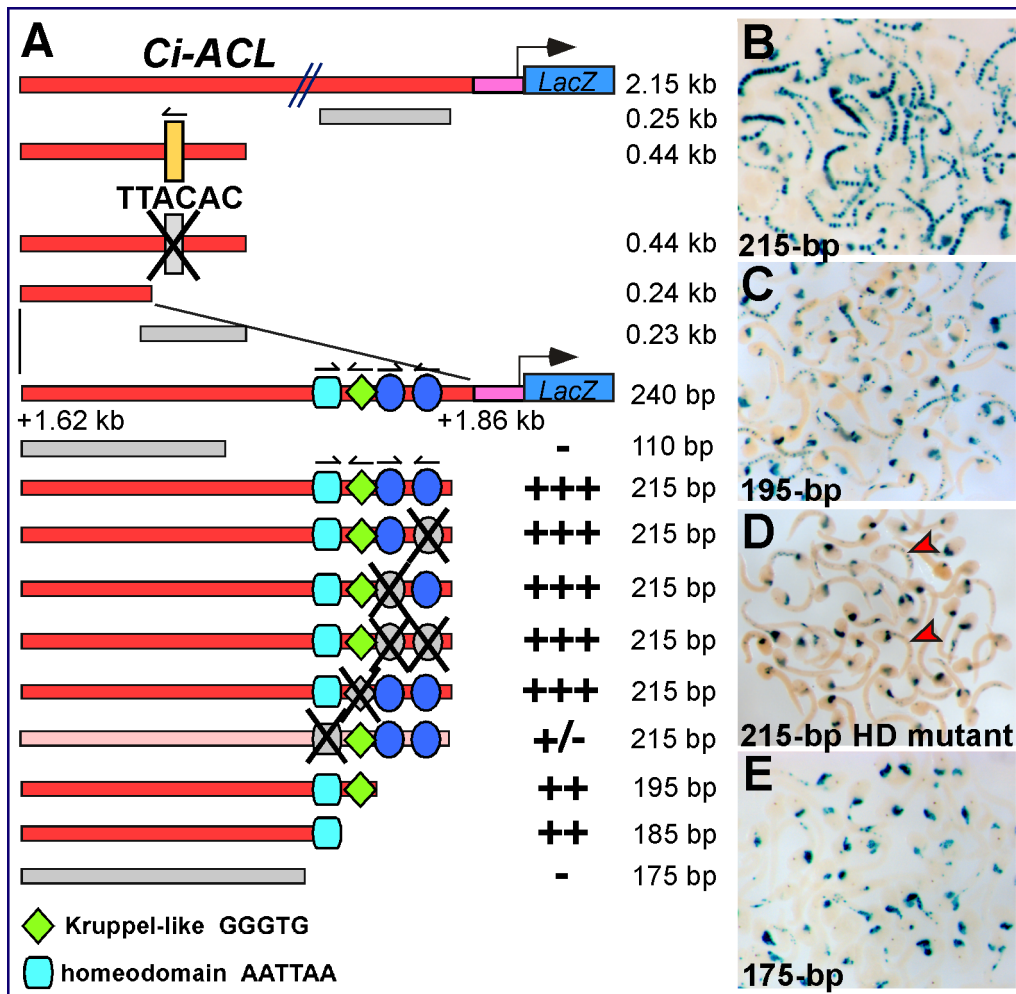 A
Ci-ACL
LacZ
2.15 kb
0.25 kb
0.44 kb
TTACAC
0.44 kb
0.24 kb
0.23 kb
LacZ
240 bp
+1.62 kb
+1.86 kb
- 110 bp
+++ 215 bp
+++ 215 bp
+++ 215 bp
+++ 215 bp
+++ 215 bp
+/- 215 bp
++ 195 bp
++ 185 bp
- 175 bp
Kruppel-like GGGTG
homeodomain AATTAA
B
215-bp
C
195-bp
D
215-bp HD mutant
E
175-bp